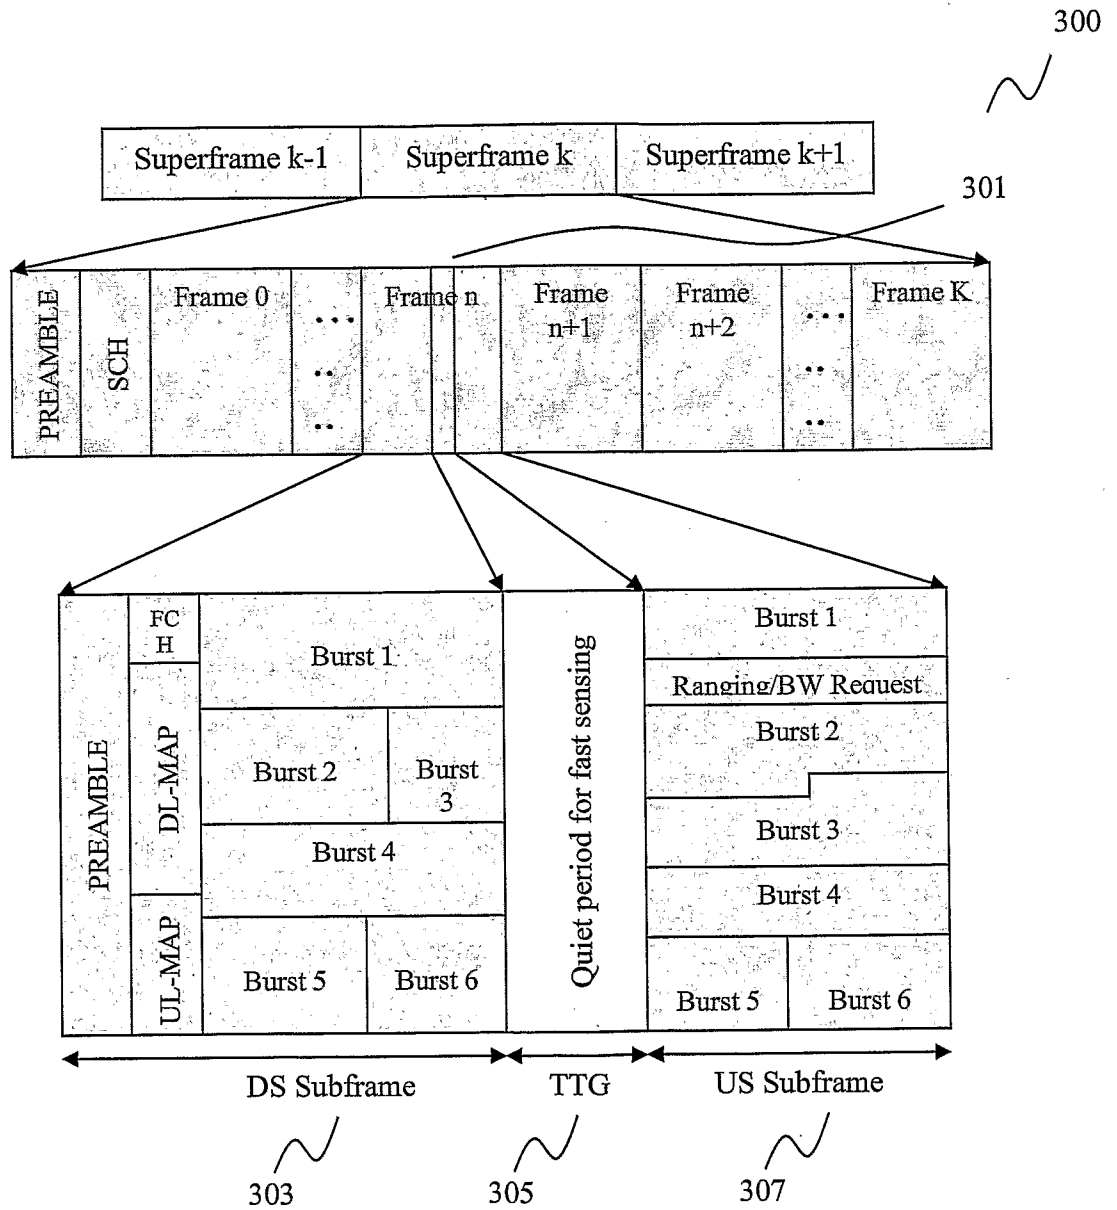 300
Superframe k-1
Superframe k
Superframe k+1
301
PREAMBLE
SCH
Frame 0
...
..
..
Frame n
Frame
n+1
Frame
n+2
...
..
..
Frame K
PREAMBLE
FC
H
DL-MAP
UL-MAP
Burst 1
Burst 2
Burst
3
Burst 4
Burst 5
Burst 6
Quiet period for fast sensing
Burst 1
Ranging/BW Request
Burst 2
Burst 3
Burst 4
Burst 5
Burst 6
DS Subframe
TTG
US Subframe
303
305
307